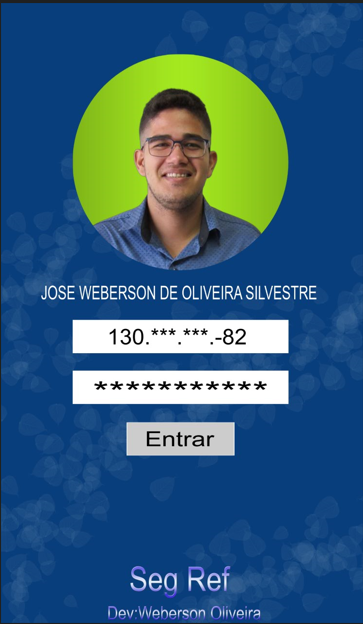 JOSE WEBERSON DE OLIVEIRA SILVESTRE
130.***.***.-82
***********
Entrar
Seg Ref
Dev:Weberson Oliveira